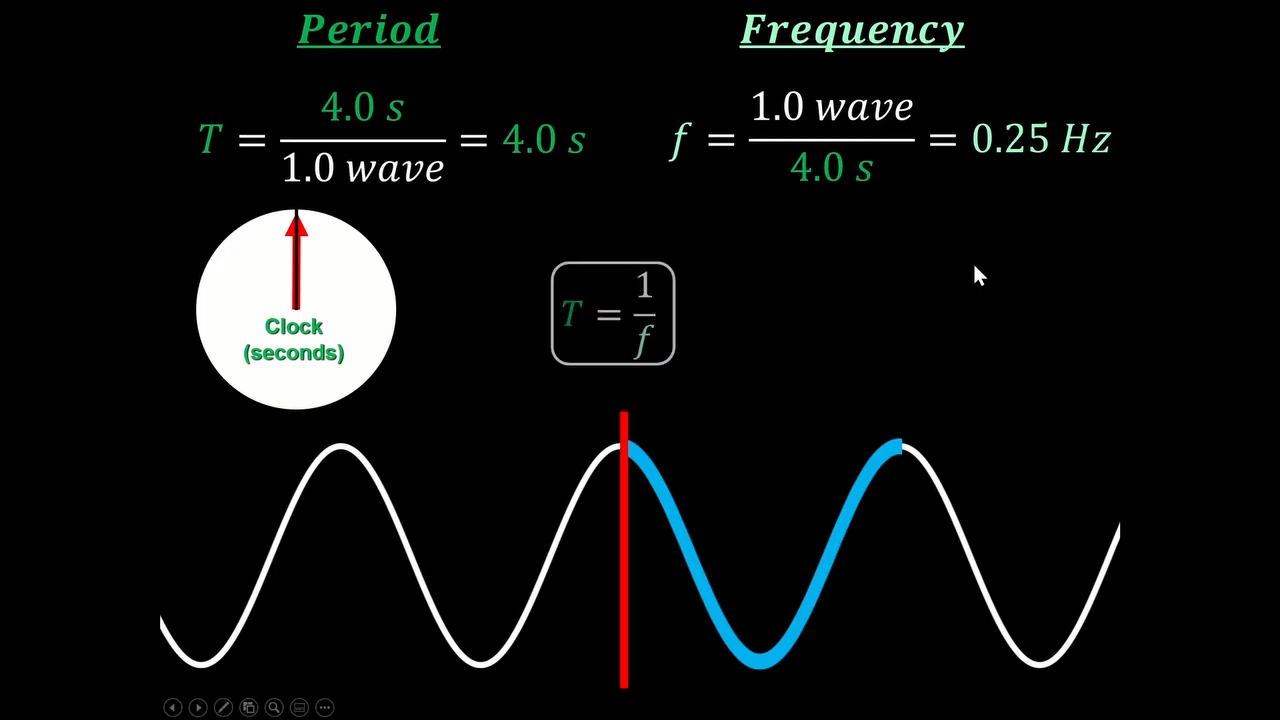 Period
Frequency
T = 4.0 s / 1.0 wave = 4.0 s
f = 1.0 wave / 4.0 s = 0.25 Hz
Clock
(seconds)
T = 1 / f